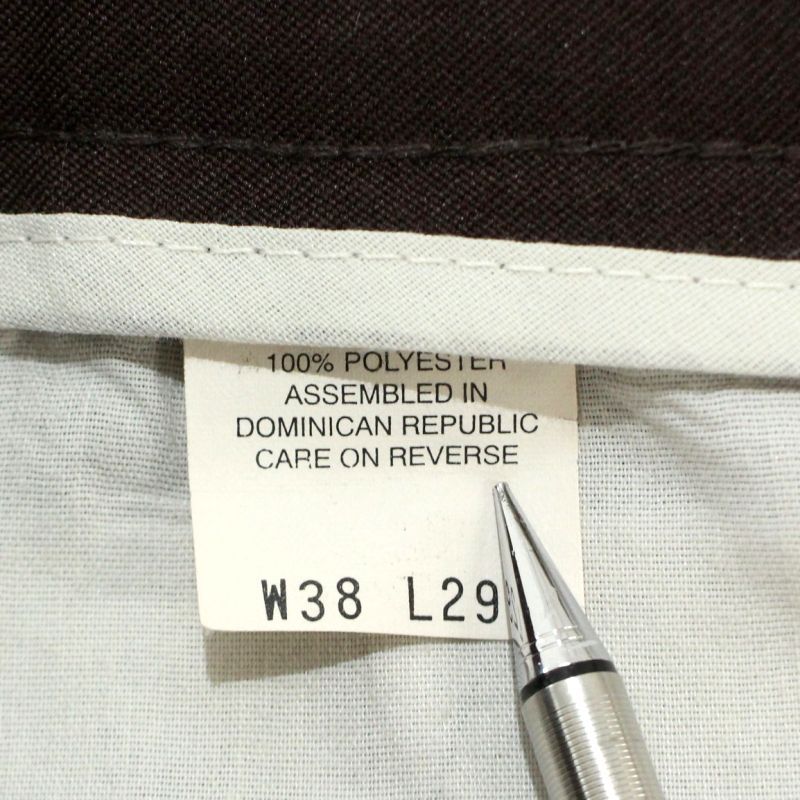 100% POLYESTER
ASSEMBLED IN
DOMINICAN REPUBLIC
CARE ON REVERSE
W38 L29